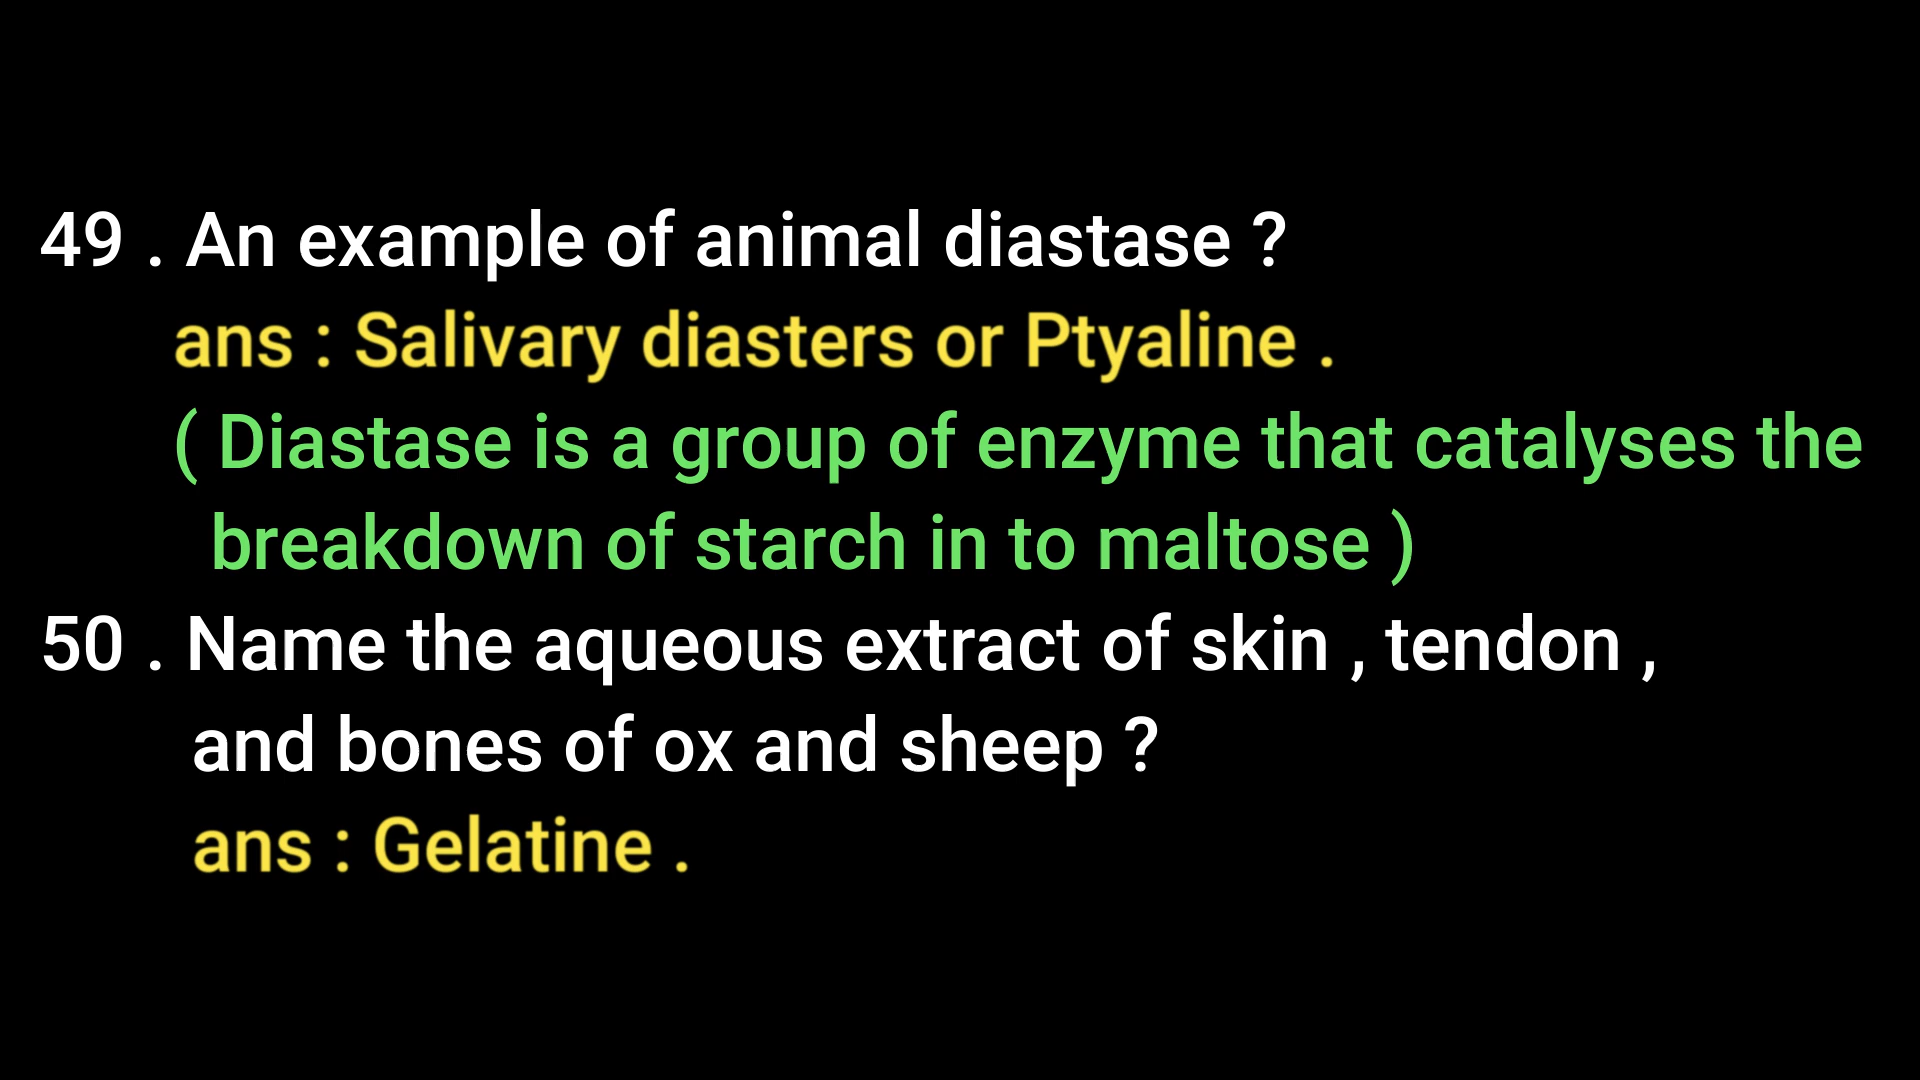 49 . An example of animal diastase ?
ans : Salivary diasters or Ptyaline .
( Diastase is a group of enzyme that catalyses the
breakdown of starch in to maltose )
50 . Name the aqueous extract of skin , tendon ,
and bones of ox and sheep ?
ans : Gelatine .